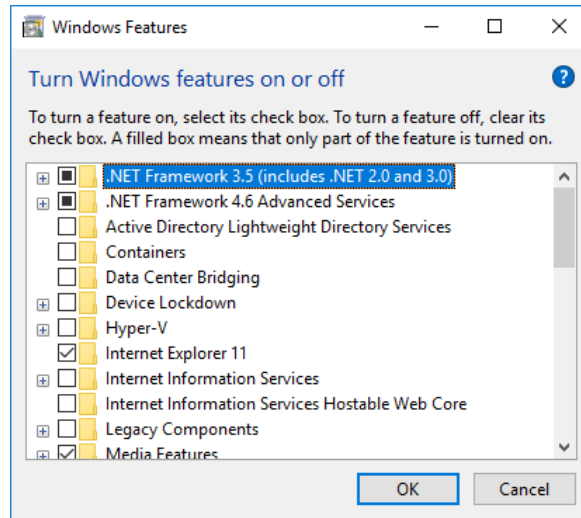 Windows Features
Turn Windows features on or off
To turn a feature on, select its check box. To turn a feature off, clear its
check box. A filled box means that only part of the feature is turned on.
.NET Framework 3.5 (includes .NET 2.0 and 3.0)
.NET Framework 4.6 Advanced Services
Active Directory Lightweight Directory Services
Containers
Data Center Bridging
Device Lockdown
Hyper-V
Internet Explorer 11
Internet Information Services
Internet Information Services Hostable Web Core
Legacy Components
Media Features
OK
Cancel